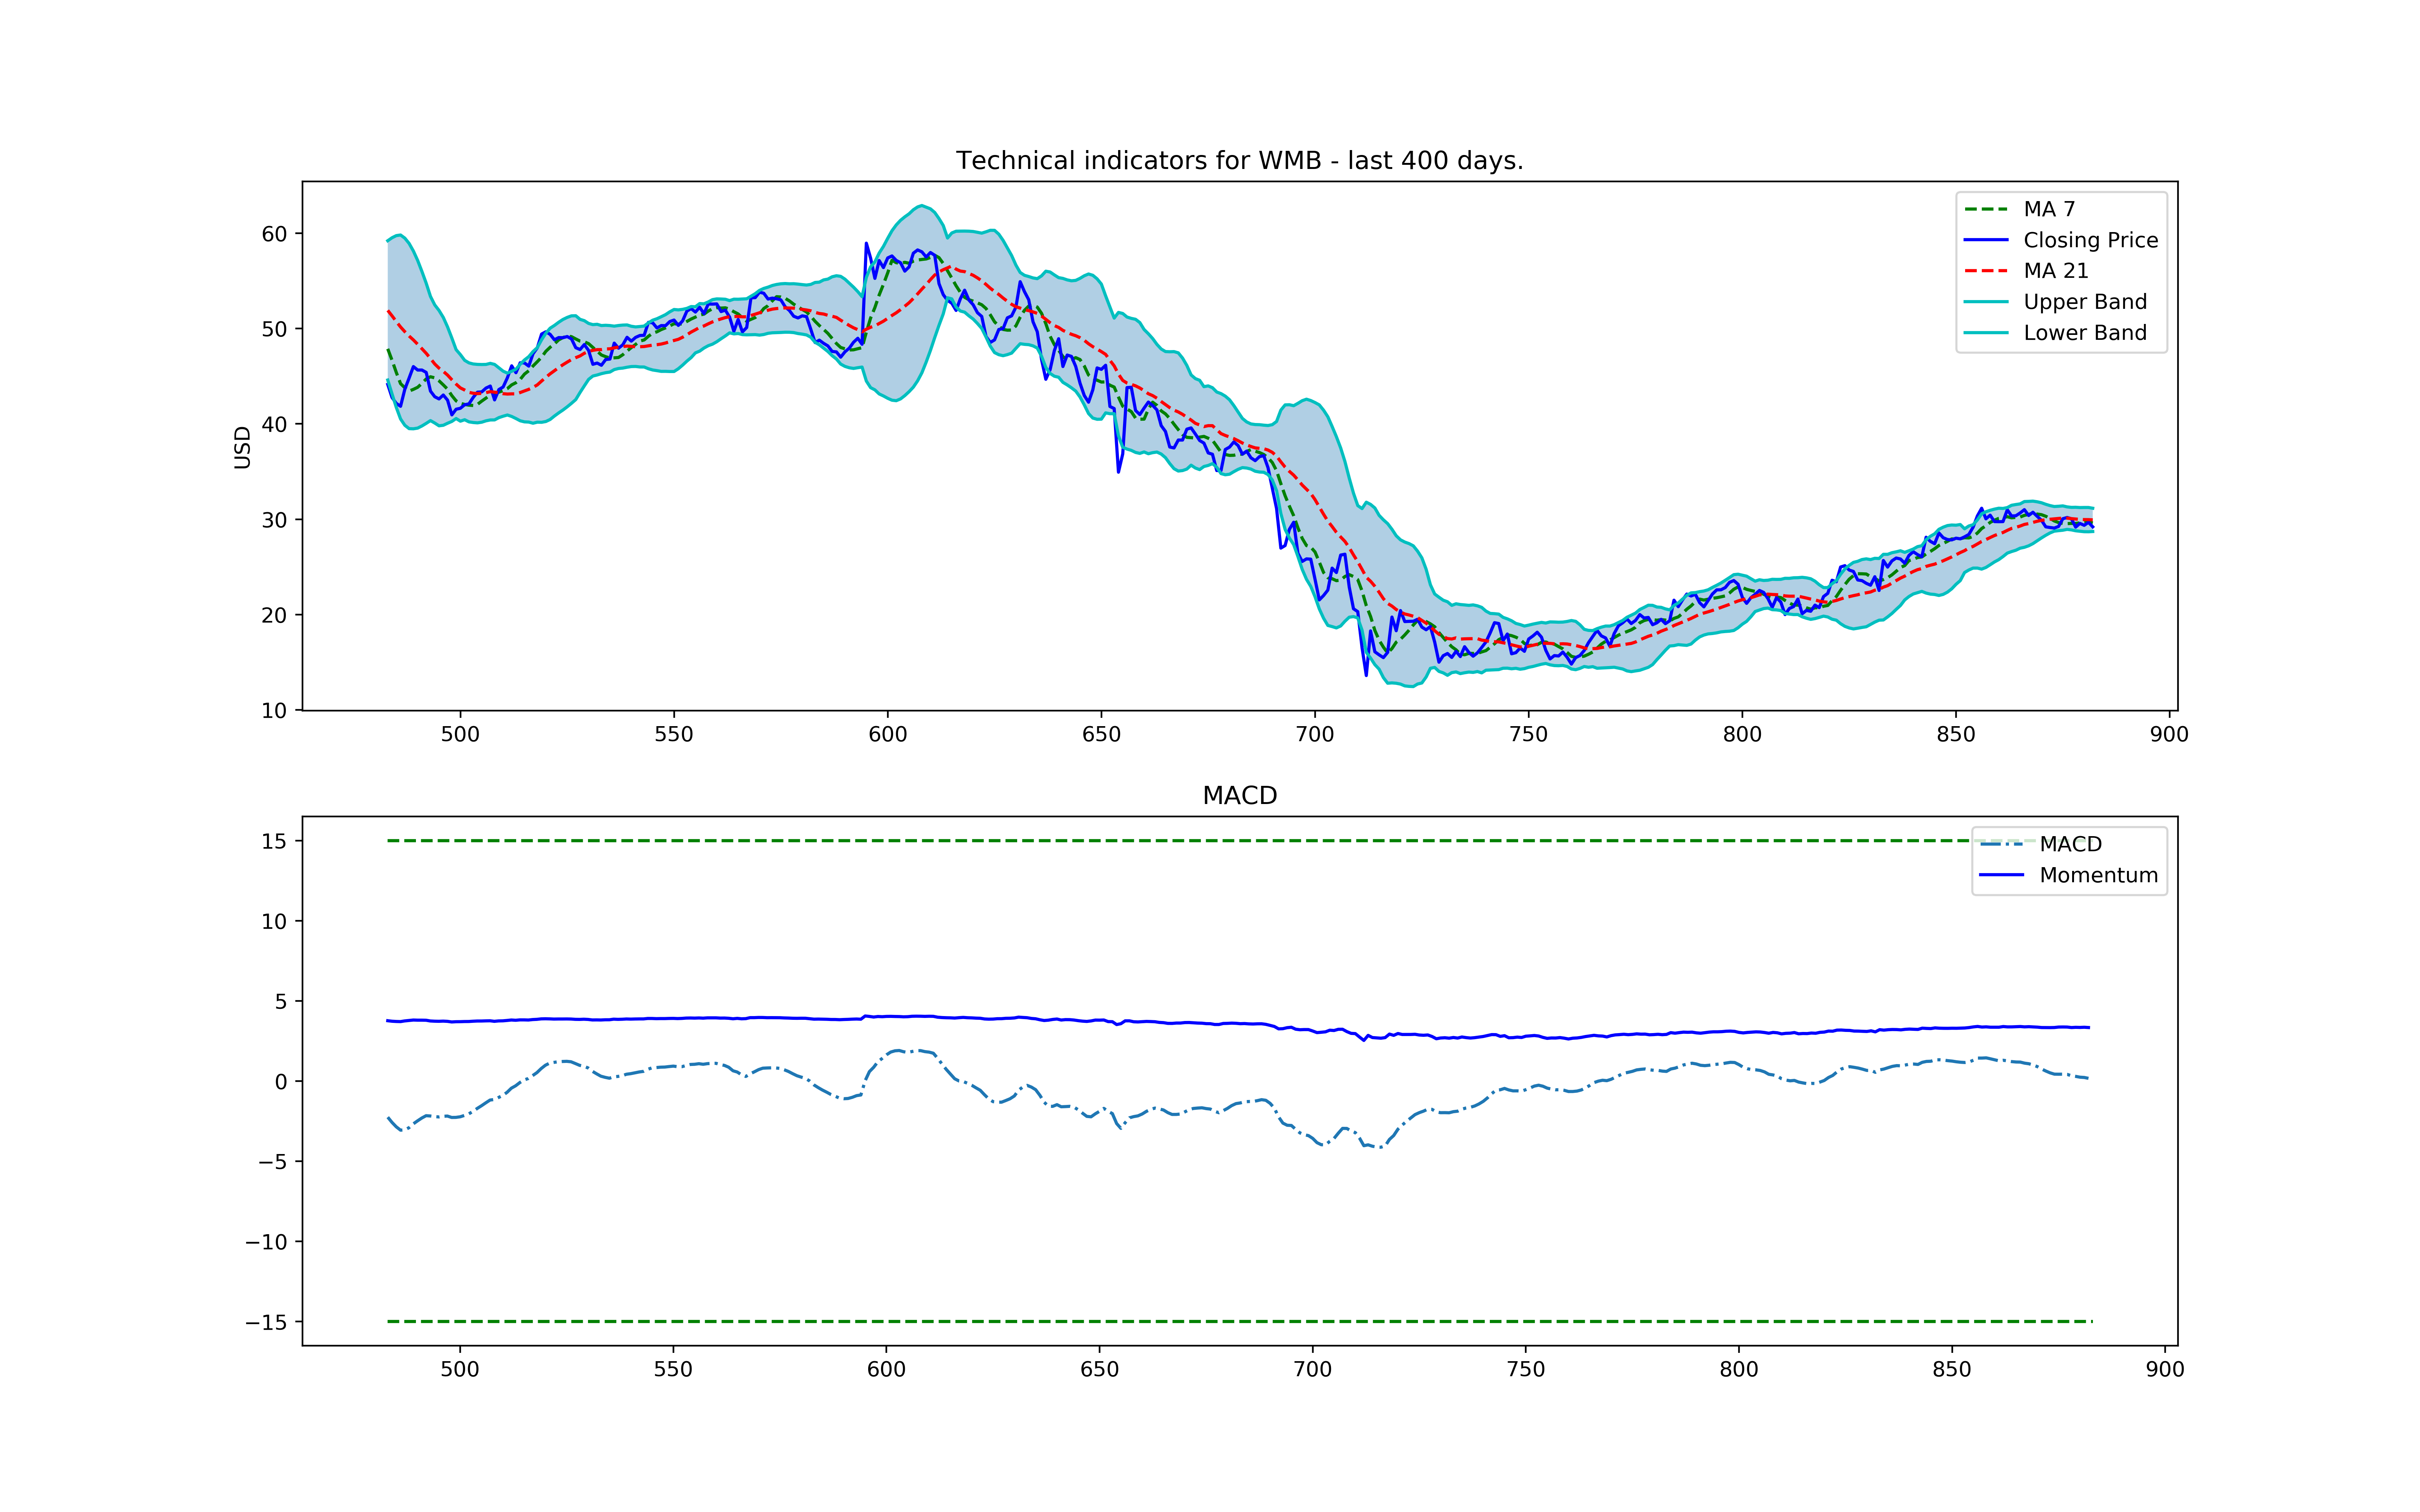 Technical indicators for WMB - last 400 days.
USD
60
50
40
30
20
10
500 550 600 650 700 750 800 850 900
MA 7
Closing Price
MA 21
Upper Band
Lower Band
MACD
15
10
5
0
−5
−10
−15
500 550 600 650 700 750 800 850 900
MACD
Momentum